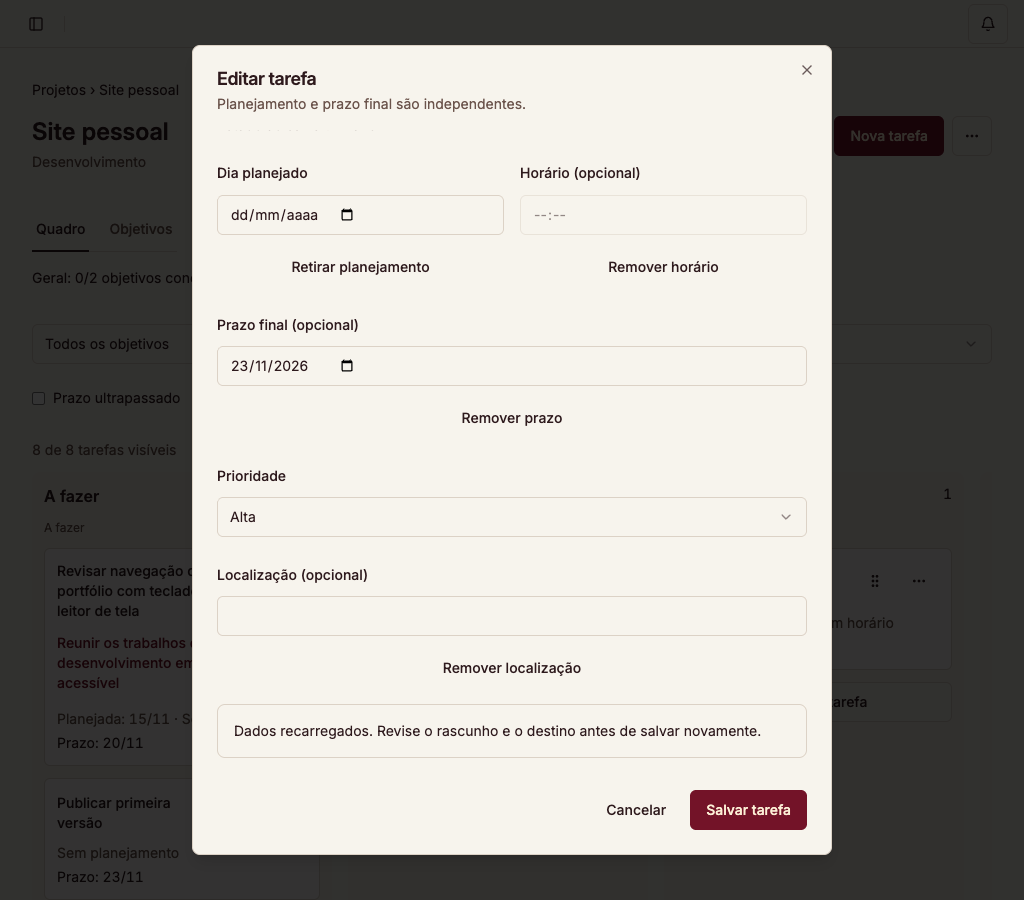 Projetos › Site pessoal
Site pessoal
Desenvolvimento
Nova tarefa
Quadro
Objetivos
Geral: 0/2 objetivos
Todos os objetivos
Prazo ultrapassado
8 de 8 tarefas visíveis
A fazer
A fazer
Revisar navegação
portfólio com
leitor de tela
Reunir os trabalhos
desenvolvimento
acessível
Planejada: 15/11 ·
Prazo: 20/11
Publicar primeira
versão
Sem planejamento
Prazo: 23/11
1
horário
Editar tarefa
Planejamento e prazo final são independentes.
Dia planejado
Horário (opcional)
dd/mm/aaaa
--:--
Retirar planejamento
Remover horário
Prazo final (opcional)
23/11/2026
Remover prazo
Prioridade
Alta
Localização (opcional)
Remover localização
Dados recarregados. Revise o rascunho e o destino antes de salvar novamente.
Cancelar
Salvar tarefa